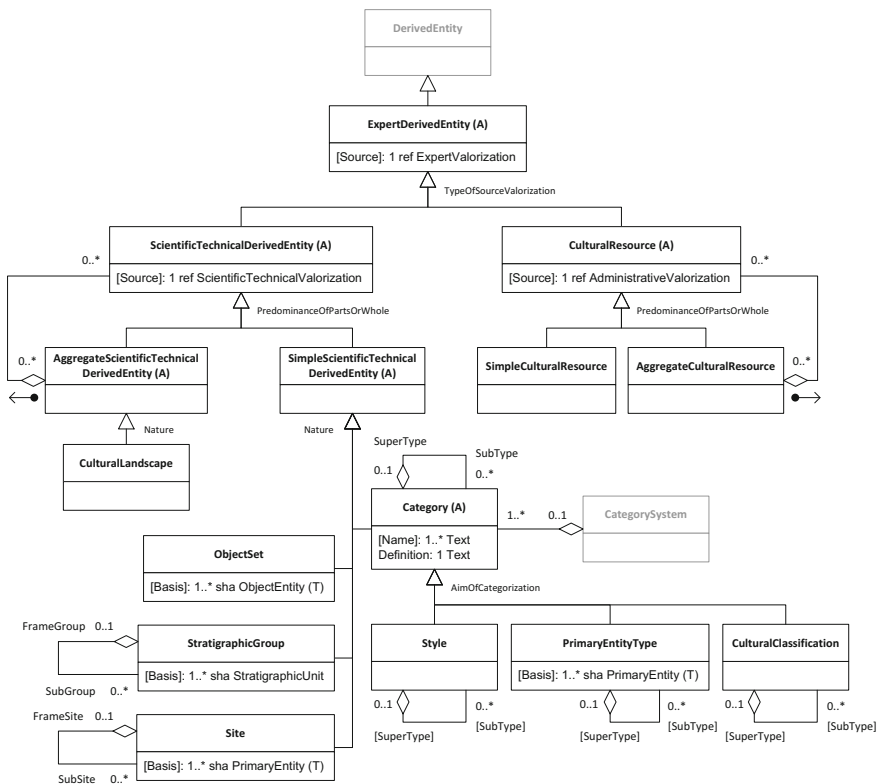 DerivedEntity
ExpertDerivedEntity (A)
[Source]: 1 ref ExpertValorization
TypeOfSourceValorization
ScientificTechnicalDerivedEntity (A)
[Source]: 1 ref ScientificTechnicalValorization
0..*
CulturalResource (A)
[Source]: 1 ref AdministrativeValorization
0..*
PredominanceOfPartsOrWhole
PredominanceOfPartsOrWhole
0..*
AggregateScientificTechnical
DerivedEntity (A)
SimpleScientificTechnical
DerivedEntity (A)
SimpleCulturalResource
AggregateCulturalResource
0..*
Nature
Nature
CulturalLandscape
SuperType
SubType
0..1
0..*
Category (A)
[Name]: 1..* Text
Definition: 1 Text
1..*
0..1
CategorySystem
ObjectSet
[Basis]: 1..* sha ObjectEntity (T)
AimOfCategorization
FrameGroup 0..1
StratigraphicGroup
[Basis]: 1..* sha StratigraphicUnit
SubGroup 0..*
Style
PrimaryEntityType
[Basis]: 1..* sha PrimaryEntity (T)
CulturalClassification
0..1
0..*
[SubType]
[SuperType]
0..1
0..*
[SubType]
[SuperType]
0..1
0..*
[SubType]
[SuperType]
FrameSite 0..1
Site
[Basis]: 1..* sha PrimaryEntity (T)
SubSite 0..*